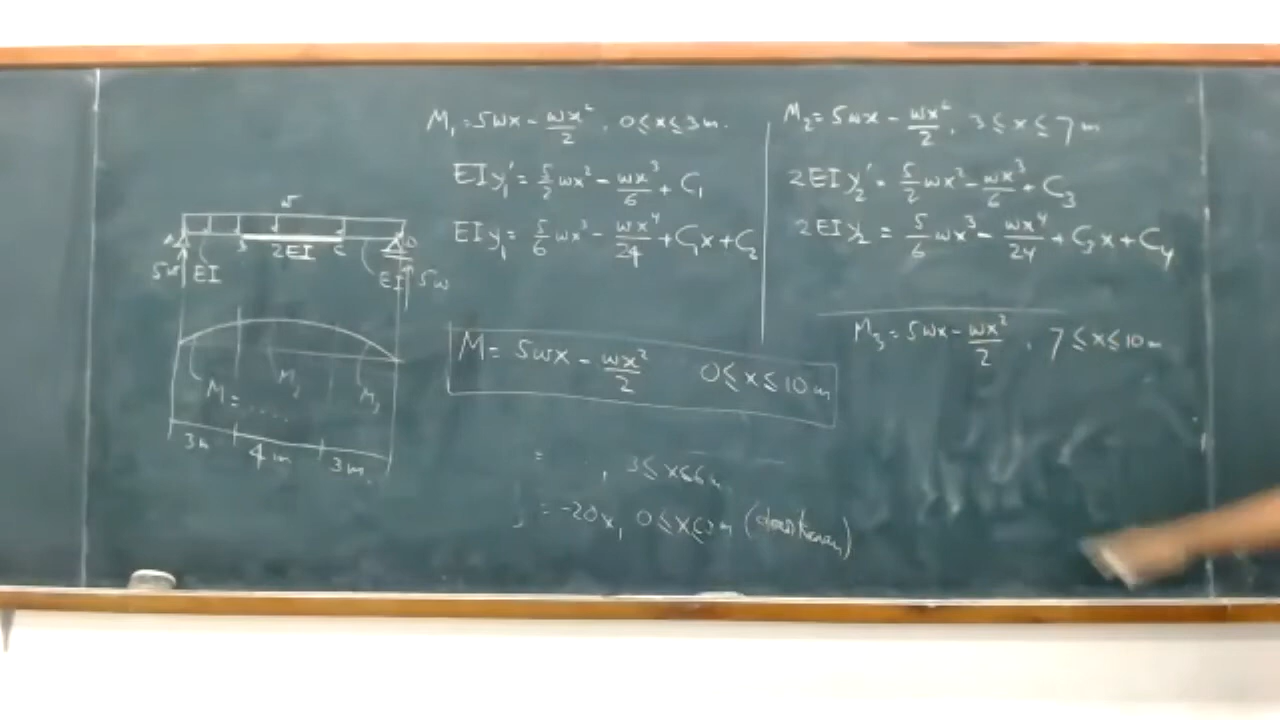 w
A
B
2EI
C
D
5w
EI
EI
5w
M = ....
M₂
M₃
3m
4m
3m
M₁ = 5wx - wx²/2 , 0 ≤ x ≤ 3m.
EIy₁' = 5/2 wx² - wx³/6 + C₁
EIy₁ = 5/6 wx³ - wx⁴/24 + C₁x + C₂
M = 5wx - wx²/2 0 ≤ x ≤ 10m
= , 3 ≤ x ≤ 6m
= -20x, 0 ≤ x ≤ 3m
M₂ = 5wx - wx²/2 , 3 ≤ x ≤ 7m
2EIy₂' = 5/2 wx² - wx³/6 + C₃
2EIy₂ = 5/6 wx³ - wx⁴/24 + C₃x + C₄
M₃ = 5wx - wx²/2 , 7 ≤ x ≤ 10m